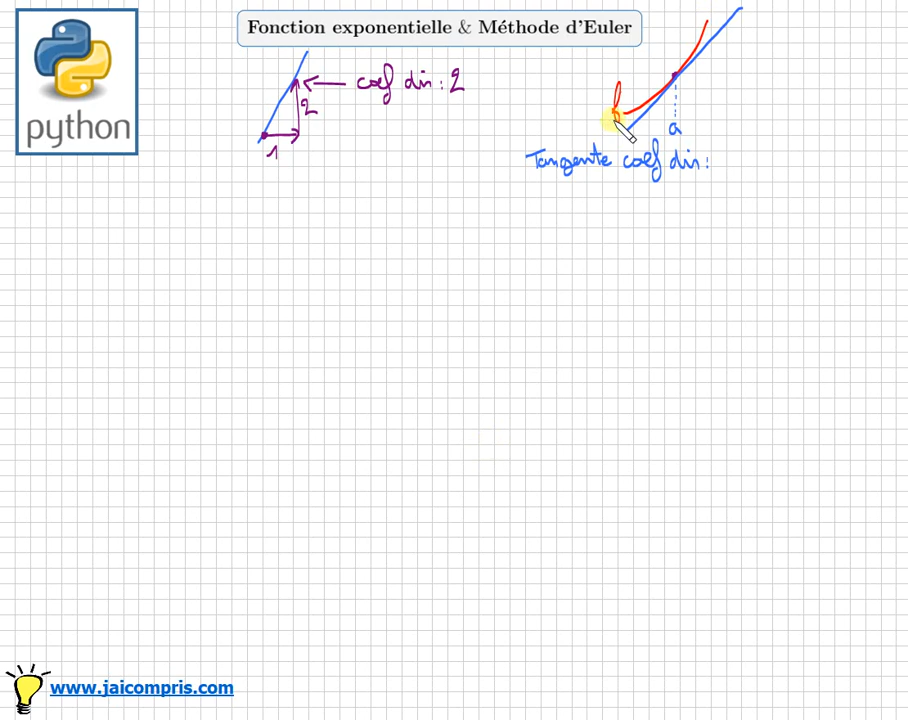 Fonction exponentielle & Méthode d'Euler
python
coef dir : 2
2
1
f
a
Tangente coef dir :
www.jaicompris.com